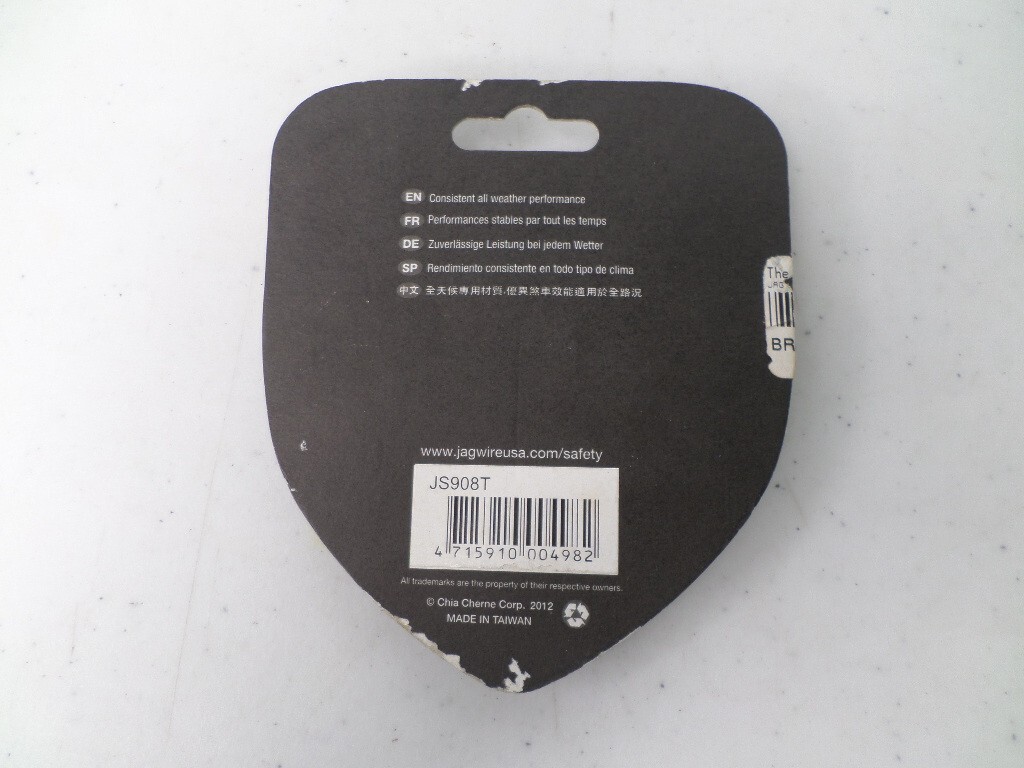 EN Consistent all weather performance
FR Performances stables par tout les temps
DE Zuverlässige Leistung bei jedem Wetter
SP Rendimiento consistente en todo tipo de clima
中文 全天候專用材質.優異煞車效能適用於全路況
The
JAG
BR
www.jagwireusa.com/safety
JS908T
4 715910 004982
All trademarks are the property of their respective owners.
© Chia Cherne Corp. 2012
MADE IN TAIWAN